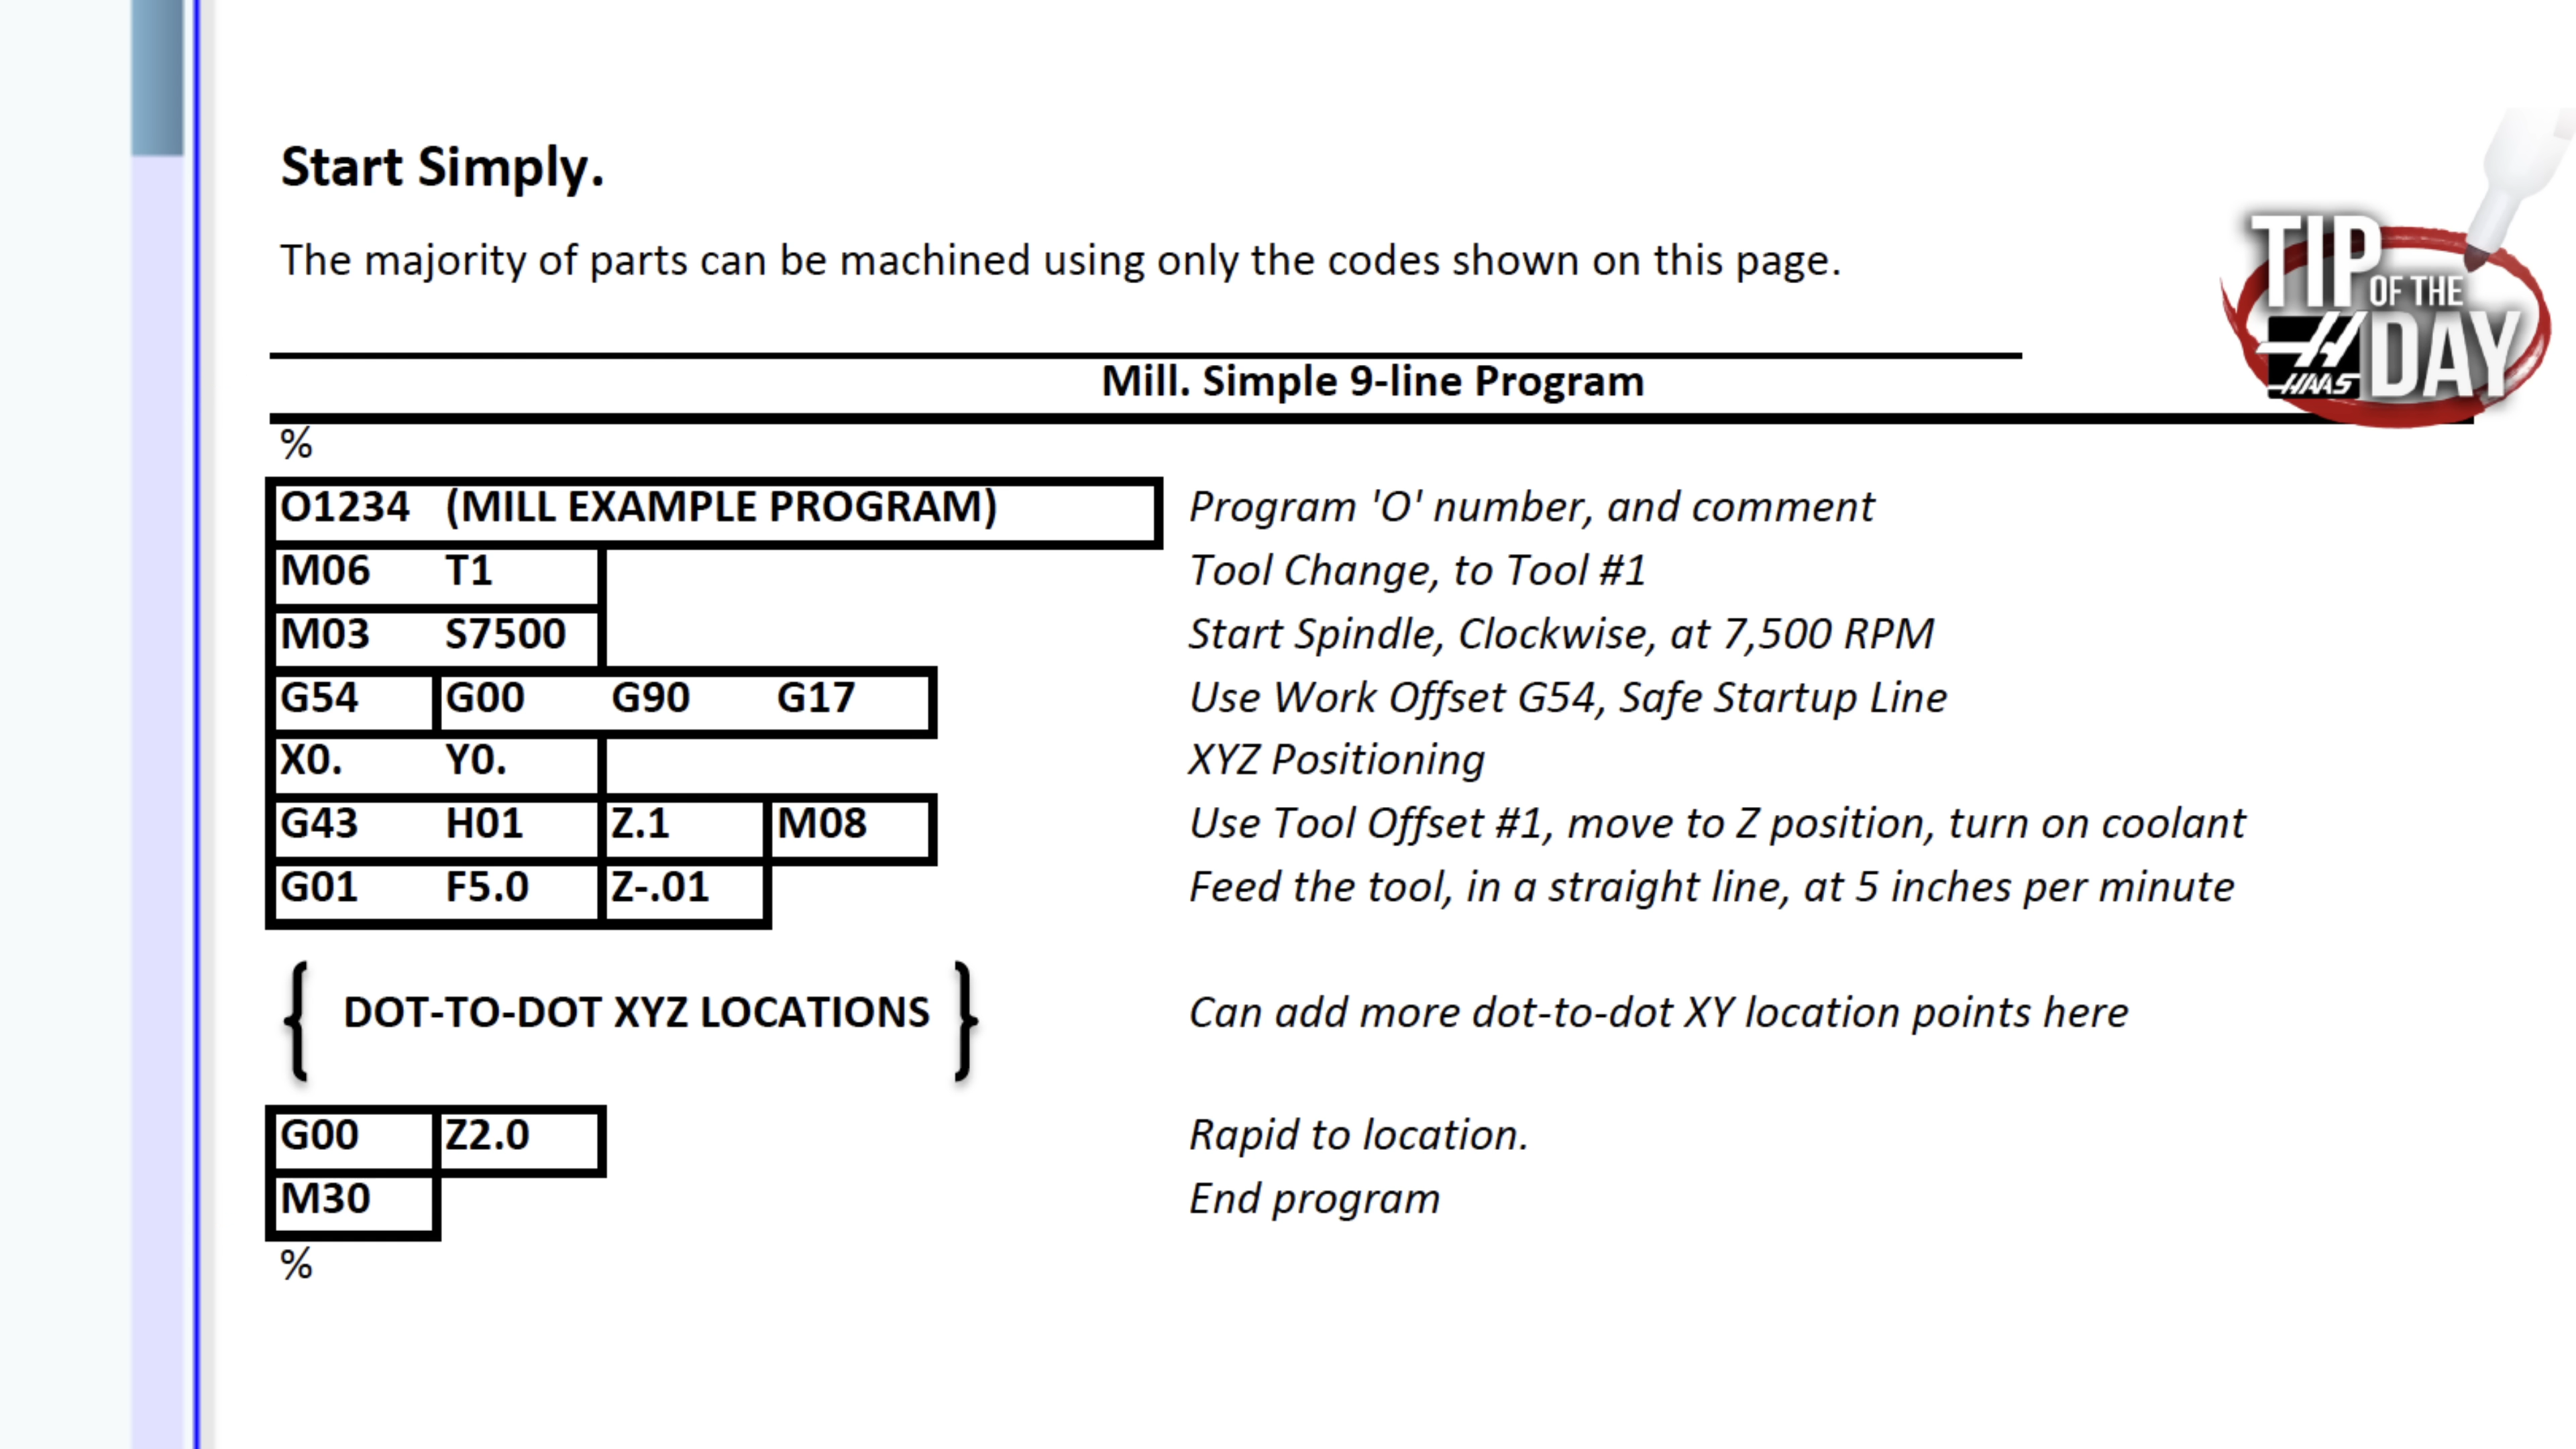 Start Simply.
The majority of parts can be machined using only the codes shown on this page.
TIP OF THE DAY
HAAS
Mill. Simple 9-line Program
%
O1234 (MILL EXAMPLE PROGRAM) Program 'O' number, and comment
M06 T1 Tool Change, to Tool #1
M03 S7500 Start Spindle, Clockwise, at 7,500 RPM
G54 G00 G90 G17 Use Work Offset G54, Safe Startup Line
X0. Y0. XYZ Positioning
G43 H01 Z.1 M08 Use Tool Offset #1, move to Z position, turn on coolant
G01 F5.0 Z-.01 Feed the tool, in a straight line, at 5 inches per minute
{ DOT-TO-DOT XYZ LOCATIONS } Can add more dot-to-dot XY location points here
G00 Z2.0 Rapid to location.
M30 End program
%